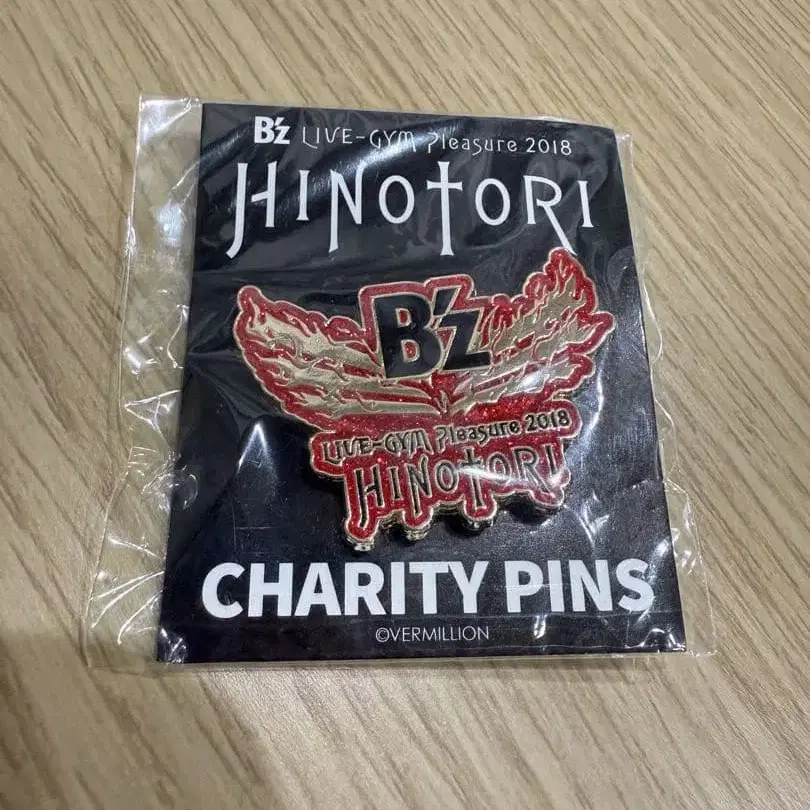 B'z LIVE-GYM Pleasure 2018
HINOTORI
B'z
LIVE-GYM Pleasure 2018
HINOTORI
CHARITY PINS
©VERMILLION